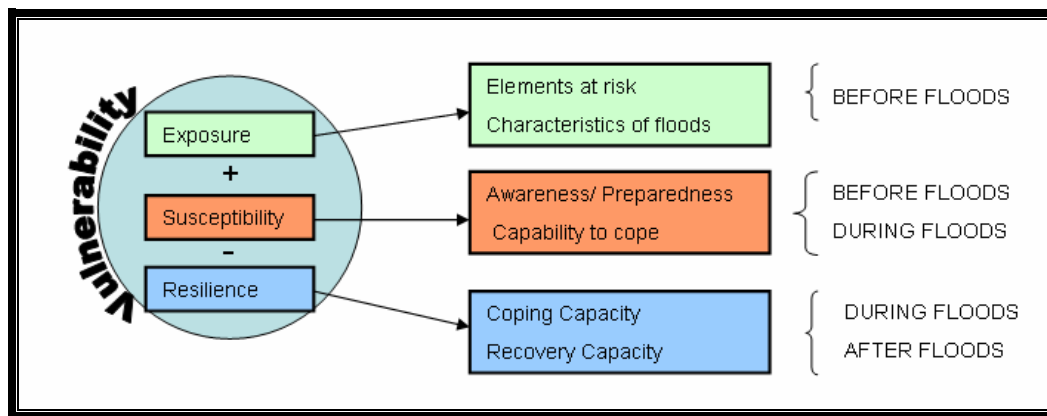 Vulnerability
Exposure
+
Susceptibility
-
Resilience
Elements at risk
Characteristics of floods
BEFORE FLOODS
Awareness/ Preparedness
Capability to cope
BEFORE FLOODS
DURING FLOODS
Coping Capacity
Recovery Capacity
DURING FLOODS
AFTER FLOODS